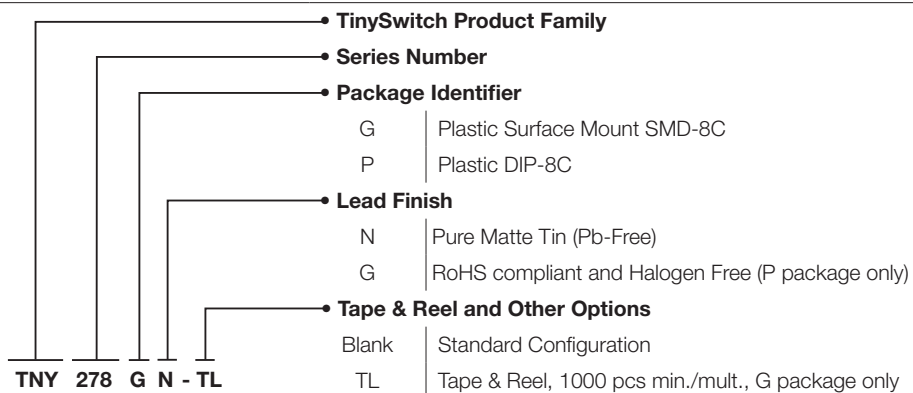 TinySwitch Product Family
Series Number
Package Identifier
G Plastic Surface Mount SMD-8C
P Plastic DIP-8C
Lead Finish
N Pure Matte Tin (Pb-Free)
G RoHS compliant and Halogen Free (P package only)
Tape & Reel and Other Options
Blank Standard Configuration
TNY 278 G N - TL TL Tape & Reel, 1000 pcs min./mult., G package only